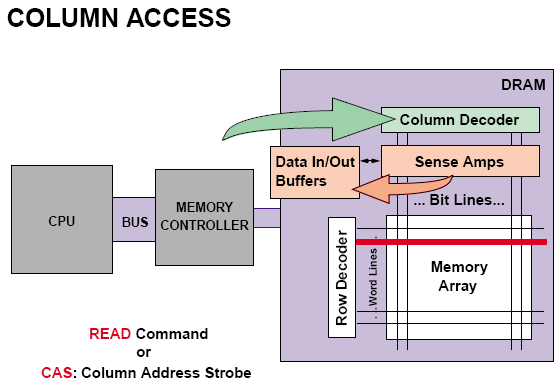 COLUMN ACCESS
DRAM
Column Decoder
Data In/Out
Buffers
Sense Amps
... Bit Lines...
CPU
BUS
MEMORY
CONTROLLER
Row Decoder
...Word Lines...
Memory
Array
READ Command
or
CAS: Column Address Strobe